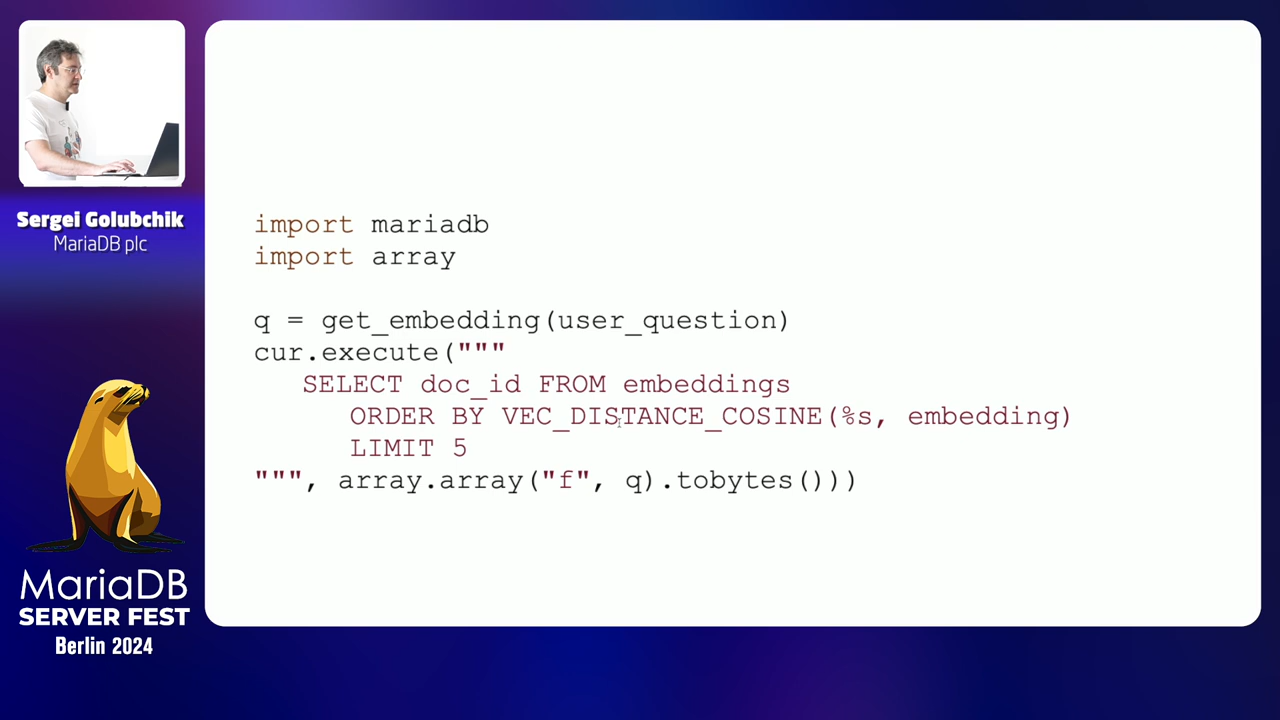 Sergei Golubchik
MariaDB plc
MariaDB
SERVER FEST
Berlin 2024
import mariadb
import array
q = get_embedding(user_question)
cur.execute("""
SELECT doc_id FROM embeddings
ORDER BY VEC_DISTANCE_COSINE(%s, embedding)
LIMIT 5
""", array.array("f", q).tobytes()))